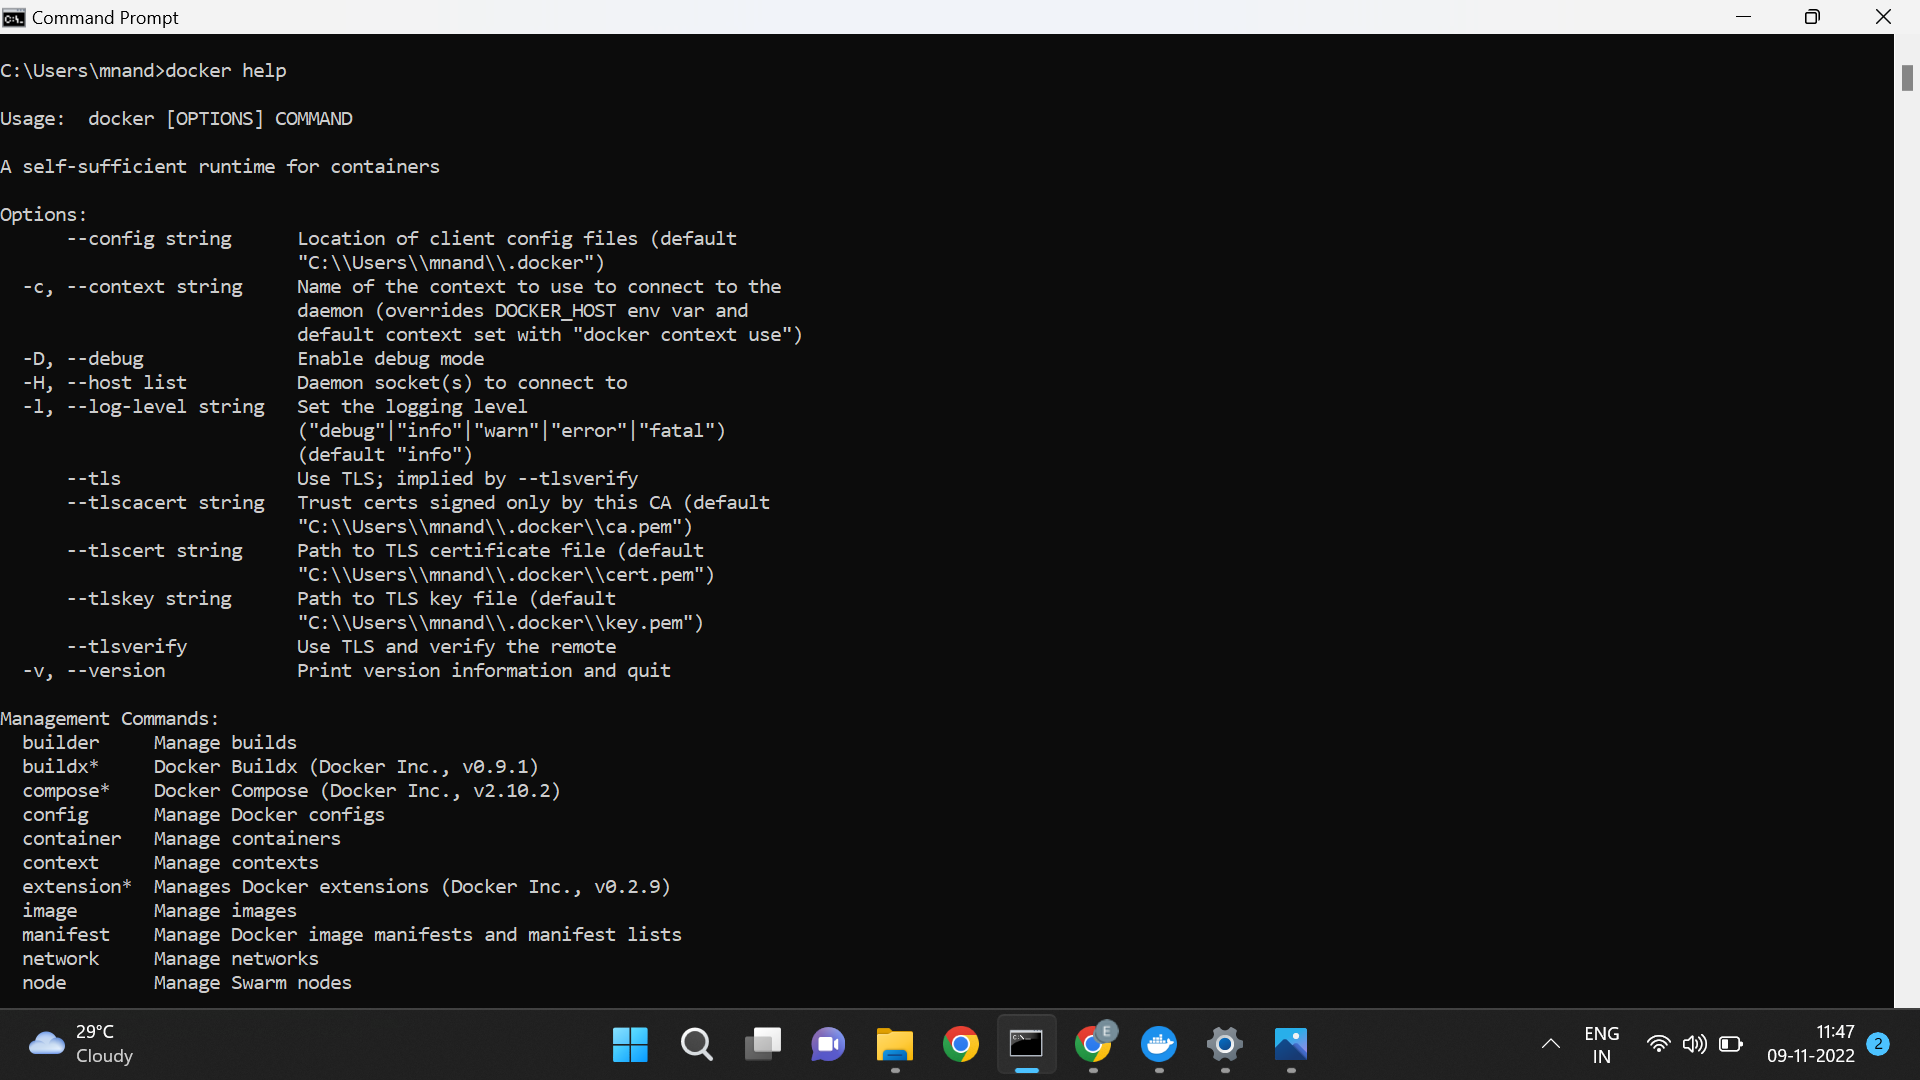 Command Prompt
C:\Users\mnand>docker help
Usage:  docker [OPTIONS] COMMAND
A self-sufficient runtime for containers
Options:
      --config string      Location of client config files (default
                           "C:\\Users\\mnand\\.docker")
  -c, --context string     Name of the context to use to connect to the
                           daemon (overrides DOCKER_HOST env var and
                           default context set with "docker context use")
  -D, --debug              Enable debug mode
  -H, --host list          Daemon socket(s) to connect to
  -l, --log-level string   Set the logging level
                           ("debug"|"info"|"warn"|"error"|"fatal")
                           (default "info")
      --tls                Use TLS; implied by --tlsverify
      --tlscacert string   Trust certs signed only by this CA (default
                           "C:\\Users\\mnand\\.docker\\ca.pem")
      --tlscert string     Path to TLS certificate file (default
                           "C:\\Users\\mnand\\.docker\\cert.pem")
      --tlskey string      Path to TLS key file (default
                           "C:\\Users\\mnand\\.docker\\key.pem")
      --tlsverify          Use TLS and verify the remote
  -v, --version            Print version information and quit
Management Commands:
  builder     Manage builds
  buildx*     Docker Buildx (Docker Inc., v0.9.1)
  compose*    Docker Compose (Docker Inc., v2.10.2)
  config      Manage Docker configs
  container   Manage containers
  context     Manage contexts
  extension*  Manages Docker extensions (Docker Inc., v0.2.9)
  image       Manage images
  manifest    Manage Docker image manifests and manifest lists
  network     Manage networks
  node        Manage Swarm nodes
29°C
Cloudy
E
ENG
IN
11:47
09-11-2022
2